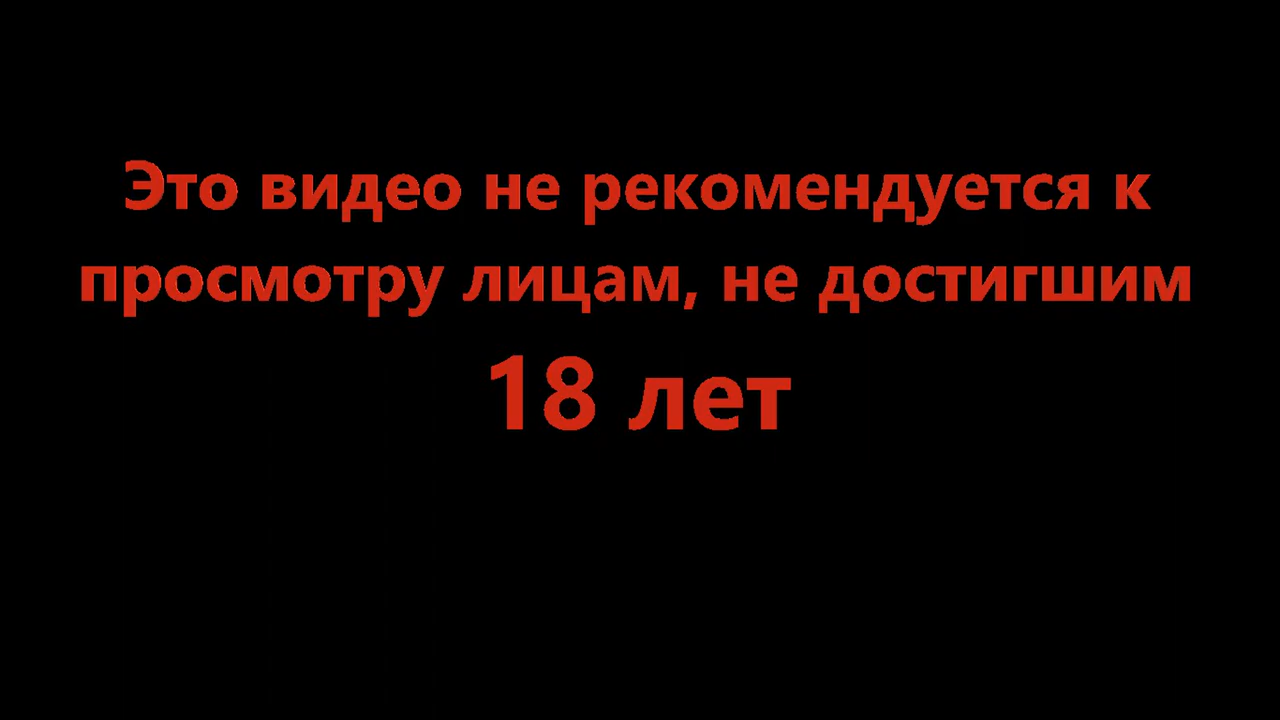 Это видео не рекомендуется к
просмотру лицам, не достигшим
18 лет